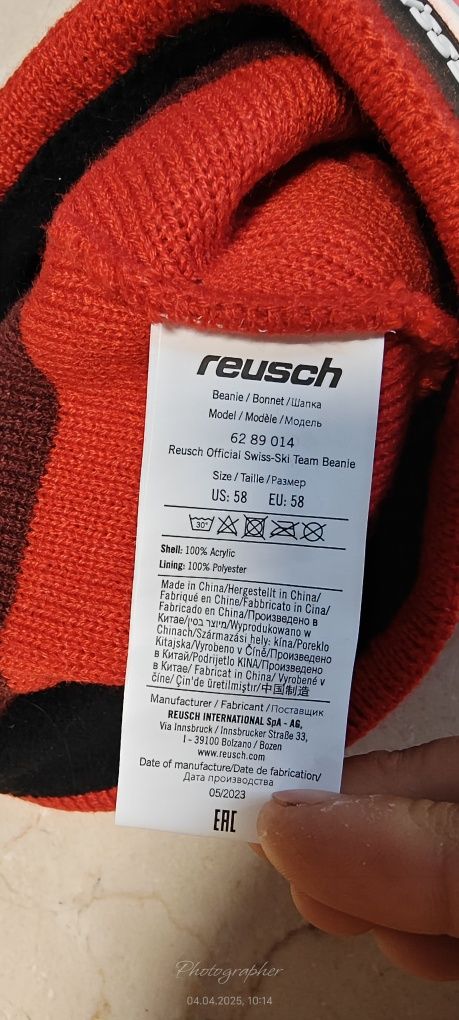 reusch
Beanie / Bonnet / Шапка
Model / Modèle / Модель
62 89 014
Reusch Official Swiss-Ski Team Beanie
Size / Taille / Размер
US: 58 EU: 58
30°
Shell: 100% Acrylic
Lining: 100% Polyester
Made in China/Hergestellt in China/
Fabriqué en Chine/Fabbricato in Cina/
Fabricado en China/Произведено в
Китае/מיוצר בסין/Wyprodukowano w
Chinach/Származási hely: kína/Poreklo
Kitajska/Vyrobeno v Číně/Произведено
в Китай/Podrijetlo KINA/Произведено
в Китае/ Fabricat in China/ Vyrobené v
číne/ Çin'de üretilmiştir/中国制造
Manufacturer / Fabricant / Поставщик
REUSCH INTERNATIONAL SpA - AG,
Via Innsbruck / Innsbrucker Straße 33,
I - 39100 Bolzano / Bozen
www.reusch.com
Date of manufacture/Date de fabrication/
Дата производства
05/2023
EAC
Photographer
04.04.2025, 10:14